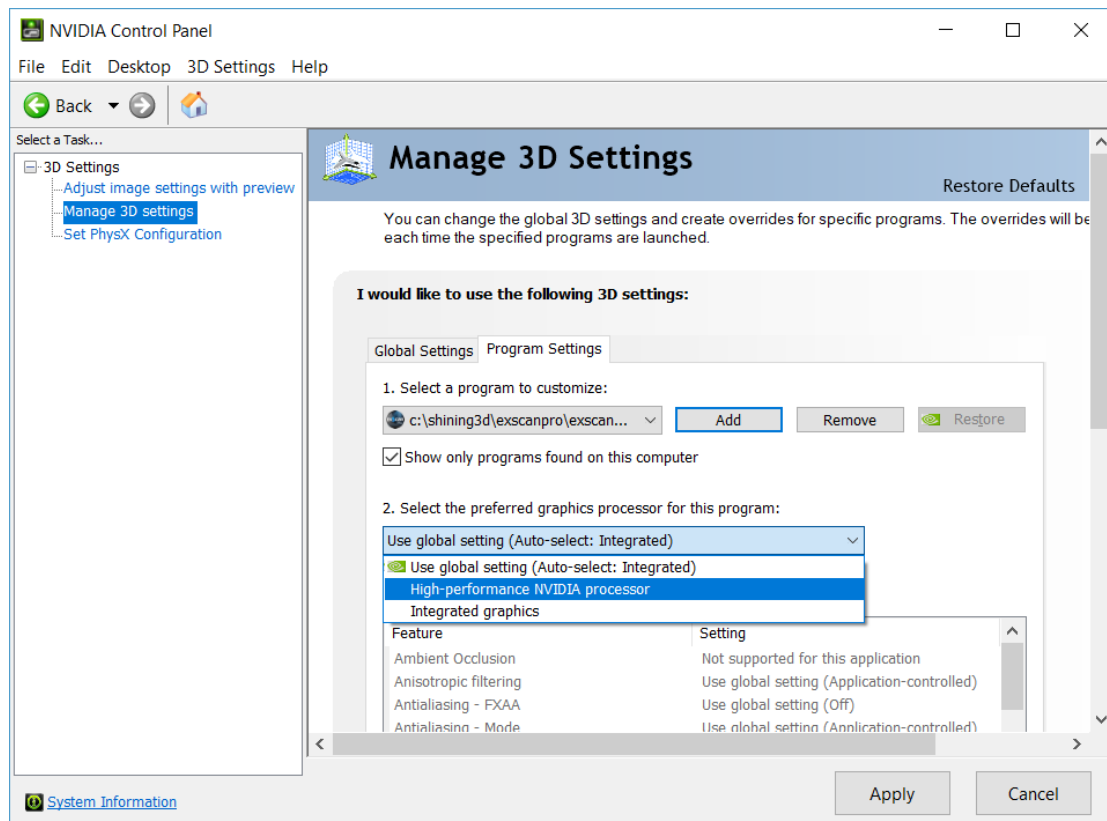 NVIDIA Control Panel
File Edit Desktop 3D Settings Help
Back
Select a Task...
3D Settings
Adjust image settings with preview
Manage 3D settings
Set PhysX Configuration
Manage 3D Settings
Restore Defaults
You can change the global 3D settings and create overrides for specific programs. The overrides will be
each time the specified programs are launched.
I would like to use the following 3D settings:
Global Settings Program Settings
1. Select a program to customize:
c:\shining3d\exscanpro\exscan... Add Remove Restore
Show only programs found on this computer
2. Select the preferred graphics processor for this program:
Use global setting (Auto-select: Integrated)
Use global setting (Auto-select: Integrated)
High-performance NVIDIA processor
Integrated graphics
Feature Setting
Ambient Occlusion Not supported for this application
Anisotropic filtering Use global setting (Application-controlled)
Antialiasing - FXAA Use global setting (Off)
Antialiasing - Mode Use global setting (Application-controlled)
System Information
Apply Cancel